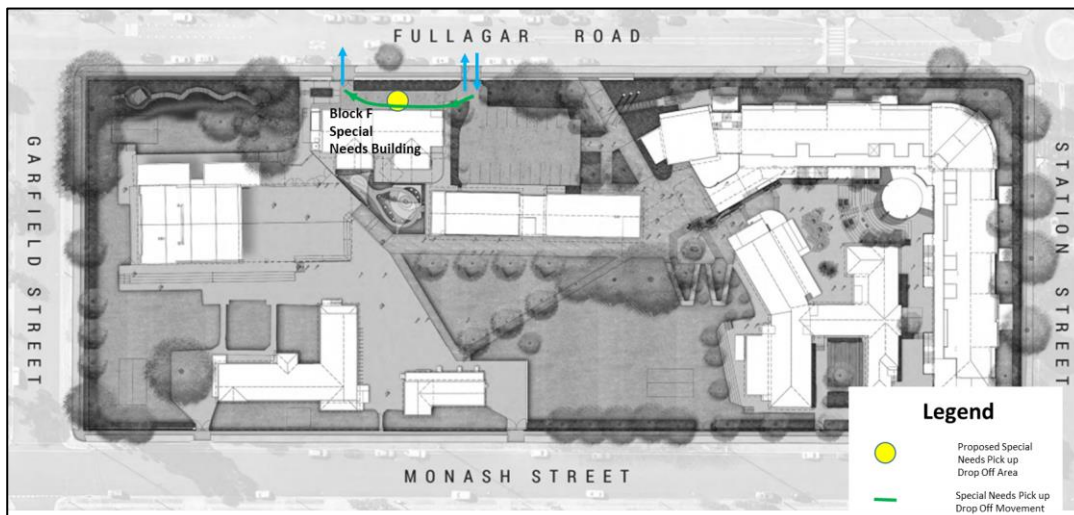 FULLAGAR ROAD
GARFIELD STREET
Block F
Special
Needs Building
STATION STREET
MONASH STREET
Legend
Proposed Special
Needs Pick up
Drop Off Area
Special Needs Pick up
Drop Off Movement